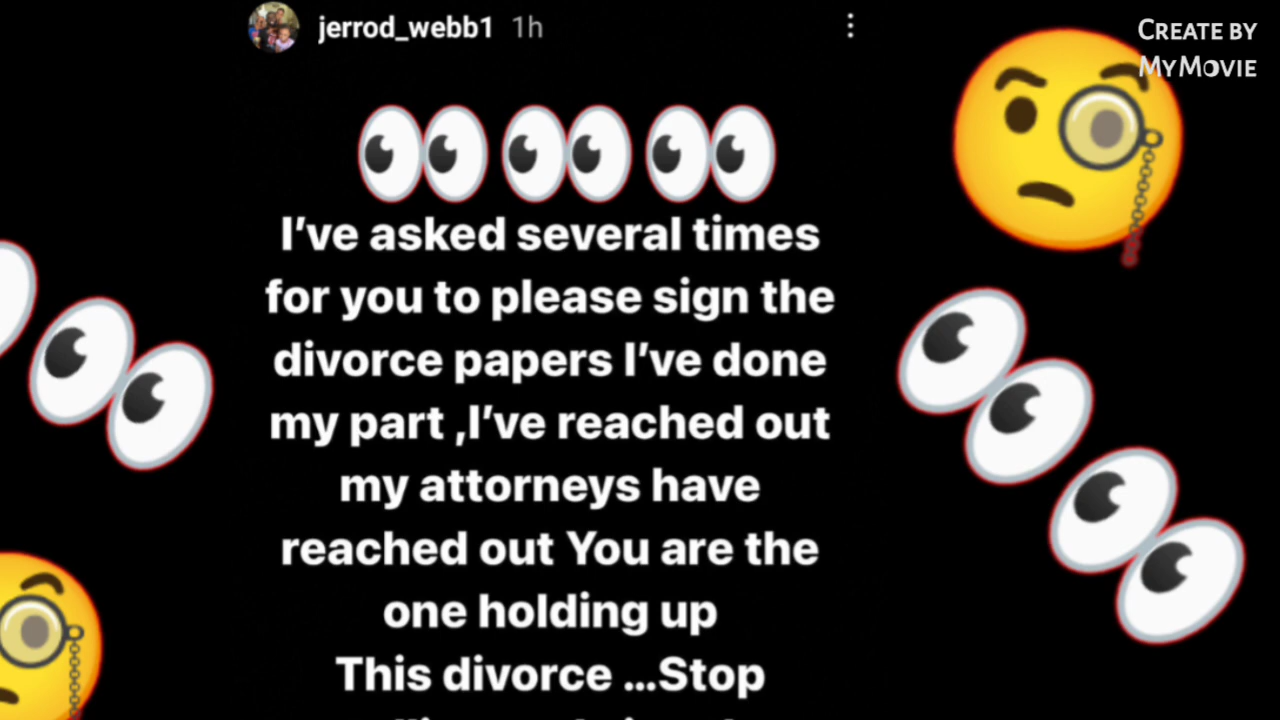 jerrod_webb1 1h
CREATE BY
MYMOVIE
I've asked several times
for you to please sign the
divorce papers I've done
my part ,I've reached out
my attorneys have
reached out You are the
one holding up
This divorce ...Stop